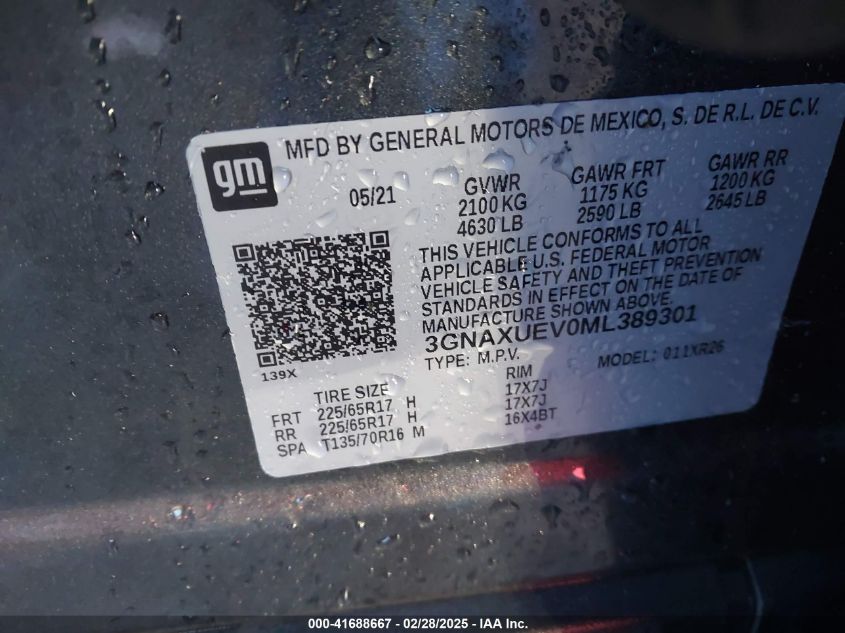 MFD BY GENERAL MOTORS DE MEXICO, S. DE R.L. DE C.V.
gm
05/21
GVWR
2100 KG
4630 LB
GAWR FRT
1175 KG
2590 LB
GAWR RR
1200 KG
2645 LB
THIS VEHICLE CONFORMS TO ALL
APPLICABLE U.S. FEDERAL MOTOR
VEHICLE SAFETY AND THEFT PREVENTION
STANDARDS IN EFFECT ON THE DATE OF
MANUFACTURE SHOWN ABOVE.
3GNAXUEV0ML389301
TYPE: M.P.V. MODEL: 011XR26
139X
TIRE SIZE RIM
FRT 225/65R17 H 17X7J
RR 225/65R17 H 17X7J
SPA T135/70R16 M 16X4BT
000-41688667 - 02/28/2025 - IAA Inc.